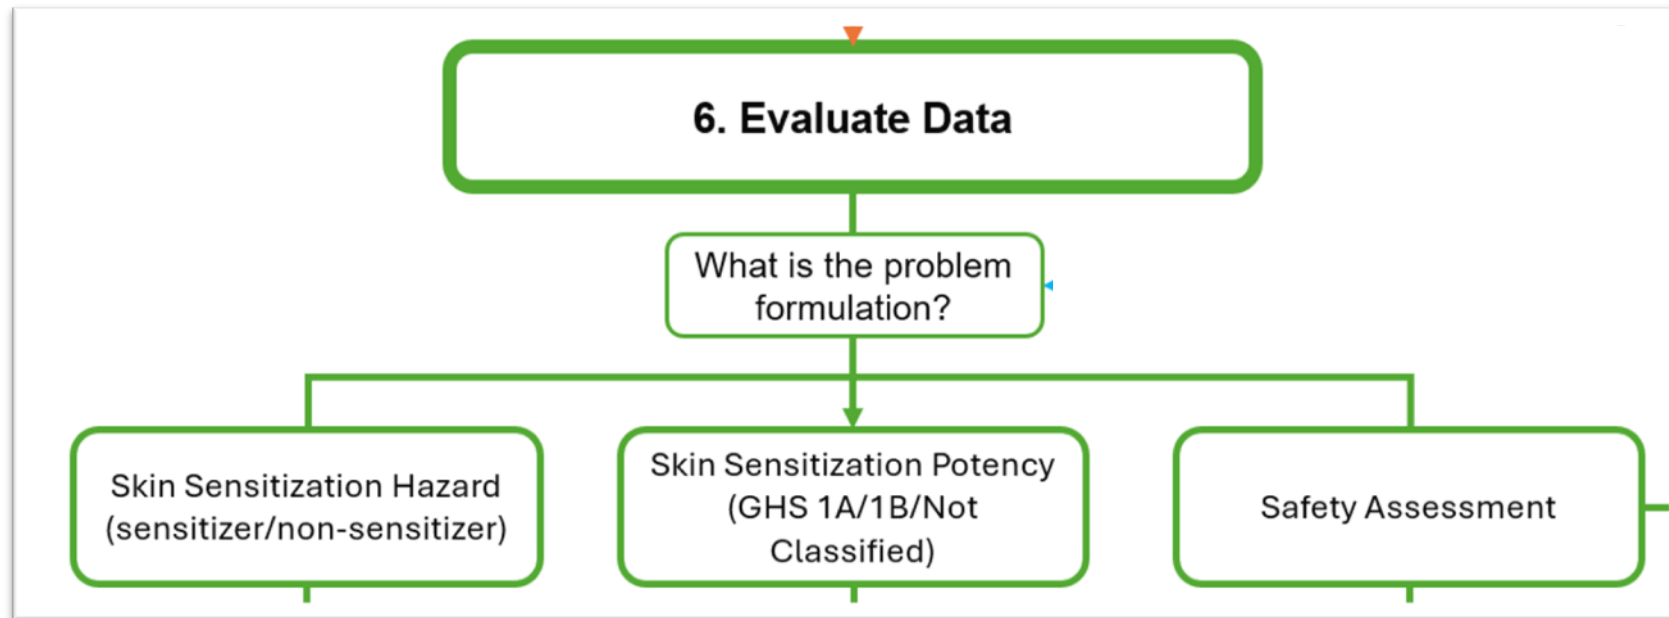 6. Evaluate Data
What is the problem
formulation?
Skin Sensitization Hazard
(sensitizer/non-sensitizer)
Skin Sensitization Potency
(GHS 1A/1B/Not
Classified)
Safety Assessment